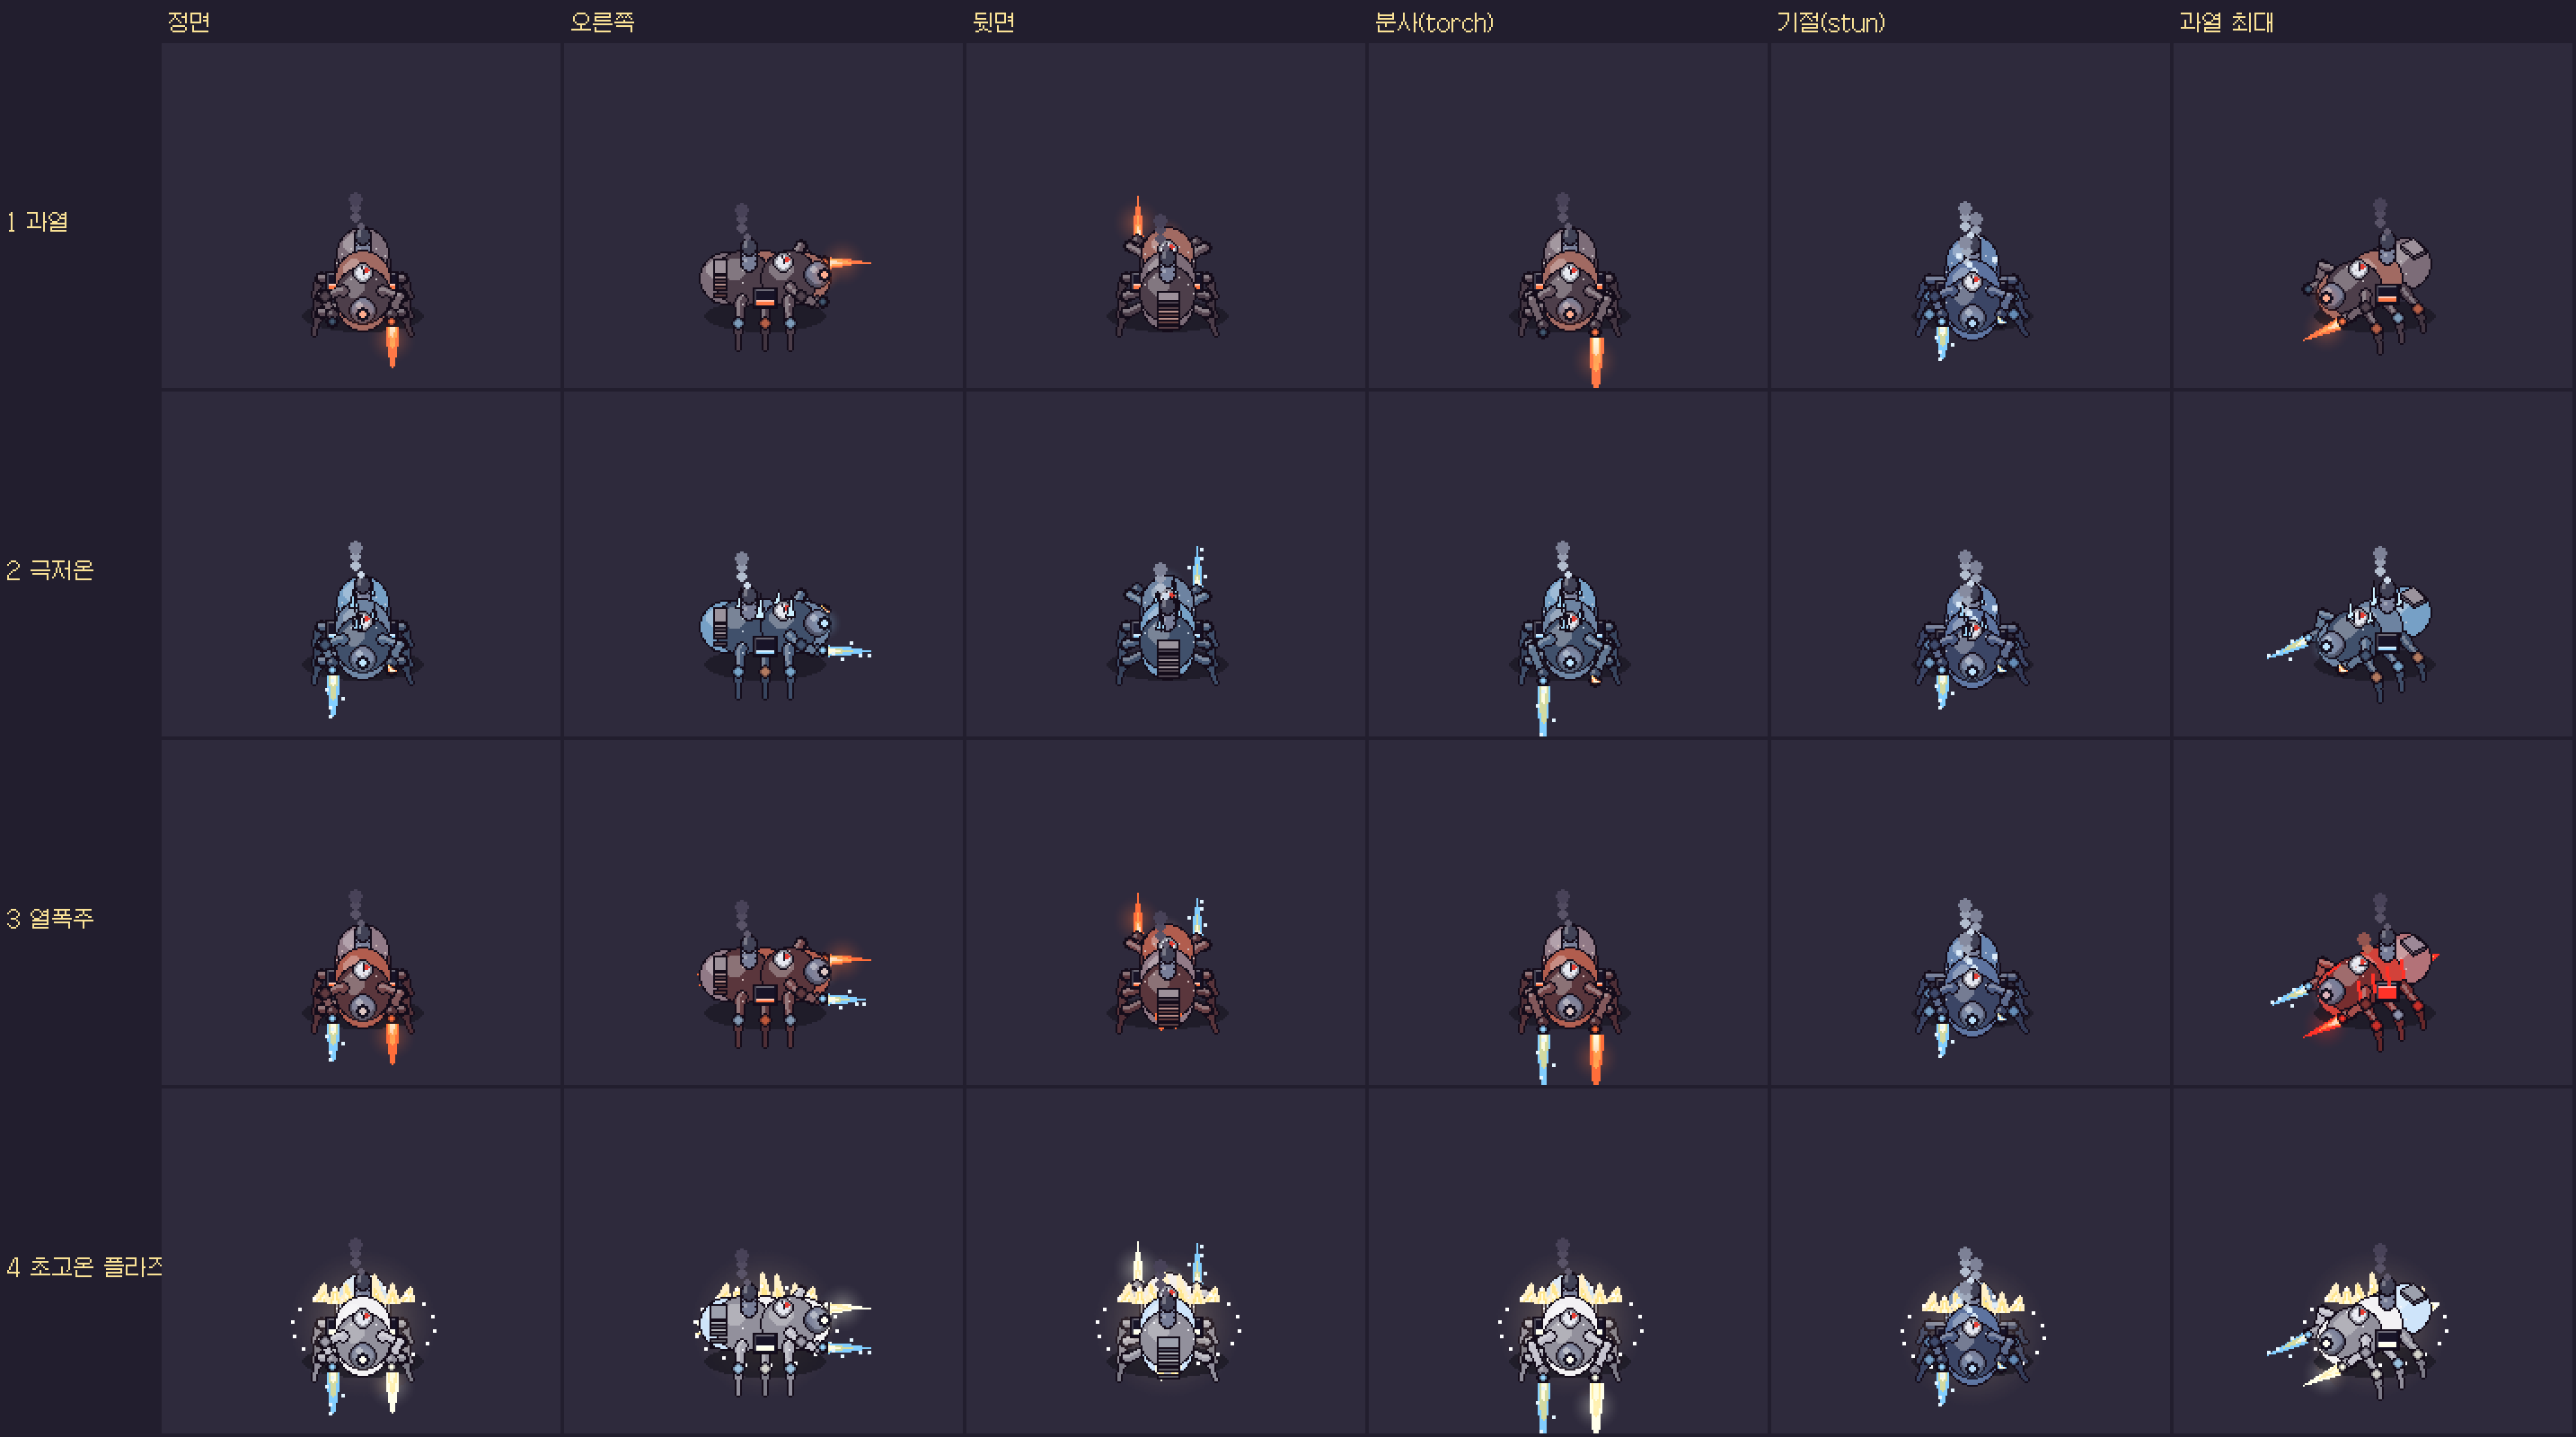 정면 오른쪽 뒷면 분사(torch) 기절(stun) 과열 최대
1 과열
2 극저온
3 열폭주
4 초고온 플라즈